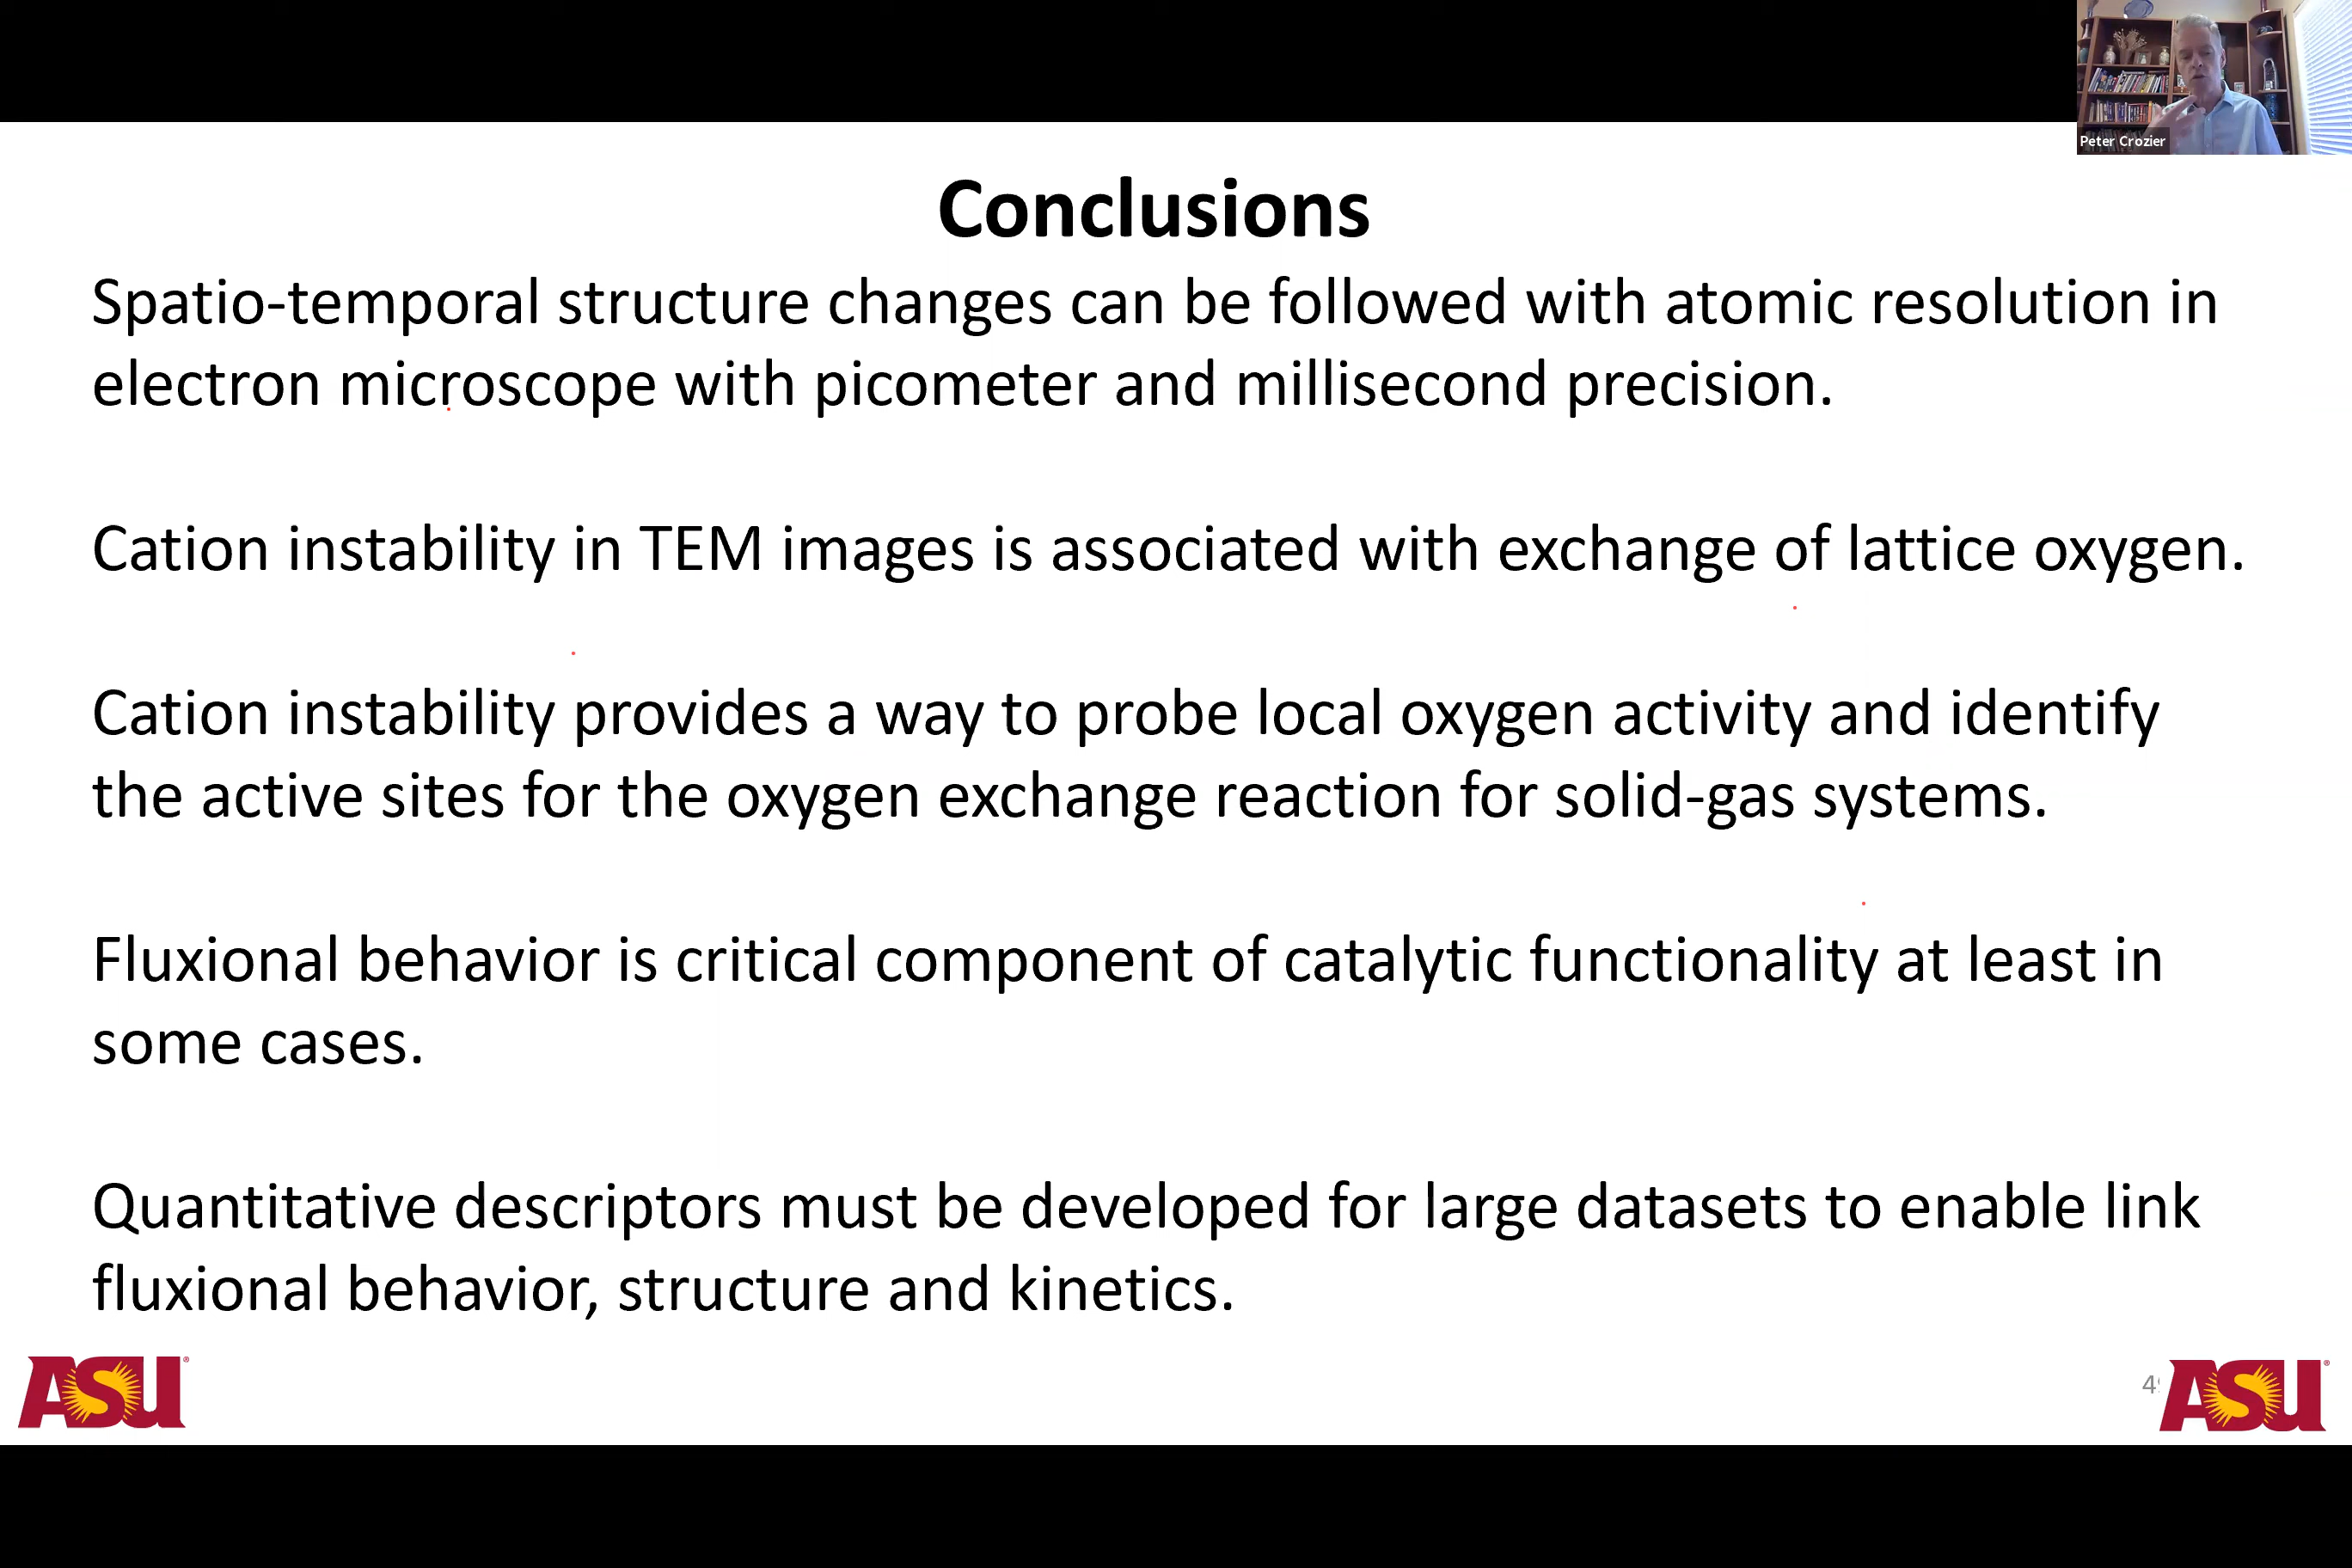 Peter Crozier
Conclusions
Spatio-temporal structure changes can be followed with atomic resolution in
electron microscope with picometer and millisecond precision.
Cation instability in TEM images is associated with exchange of lattice oxygen.
Cation instability provides a way to probe local oxygen activity and identify
the active sites for the oxygen exchange reaction for solid-gas systems.
Fluxional behavior is critical component of catalytic functionality at least in
some cases.
Quantitative descriptors must be developed for large datasets to enable link
fluxional behavior, structure and kinetics.
ASU®
ASU®